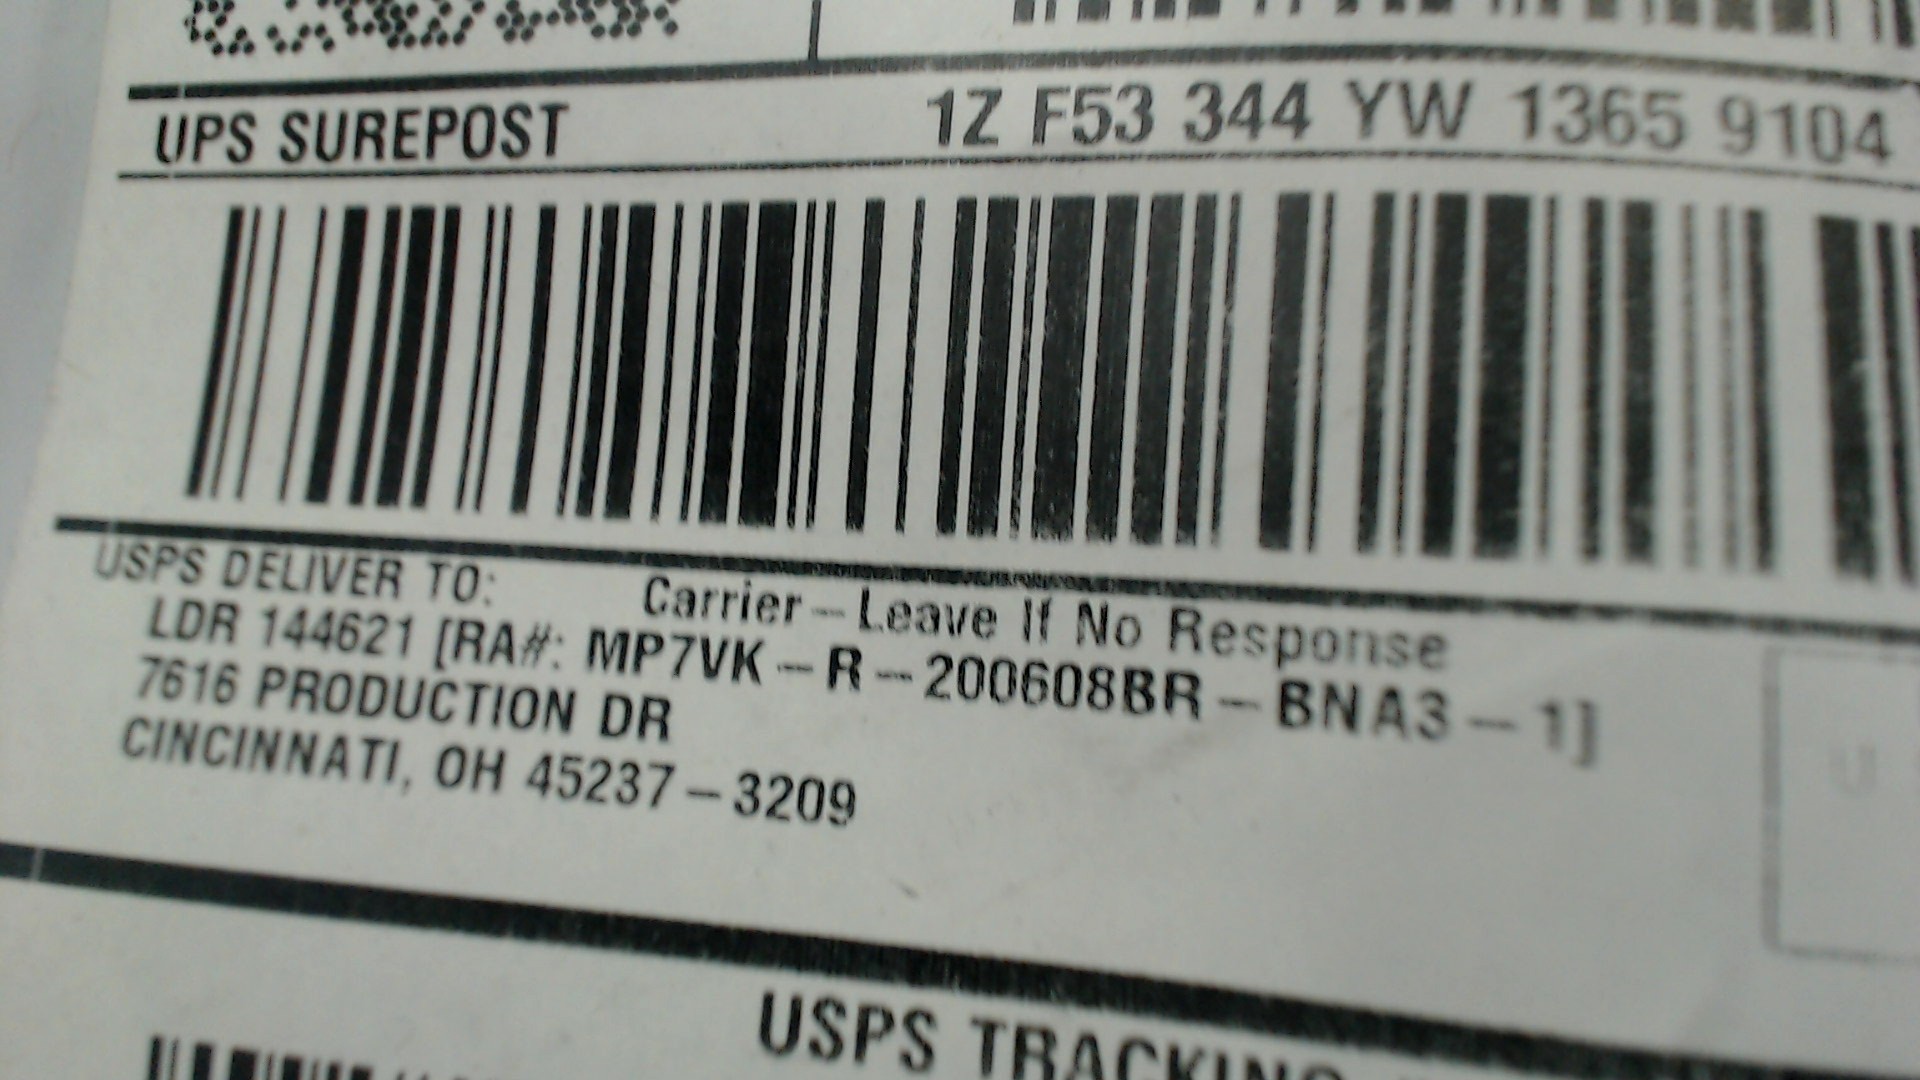 UPS SUREPOST
1Z F53 344 YW 1365 9104
USPS DELIVER TO:
Carrier – Leave If No Response
LDR 144621 [RA#: MP7VK – R – 200608BR – BNA3 – 1]
7616 PRODUCTION DR
CINCINNATI, OH 45237 – 3209
U
USPS TRACKING